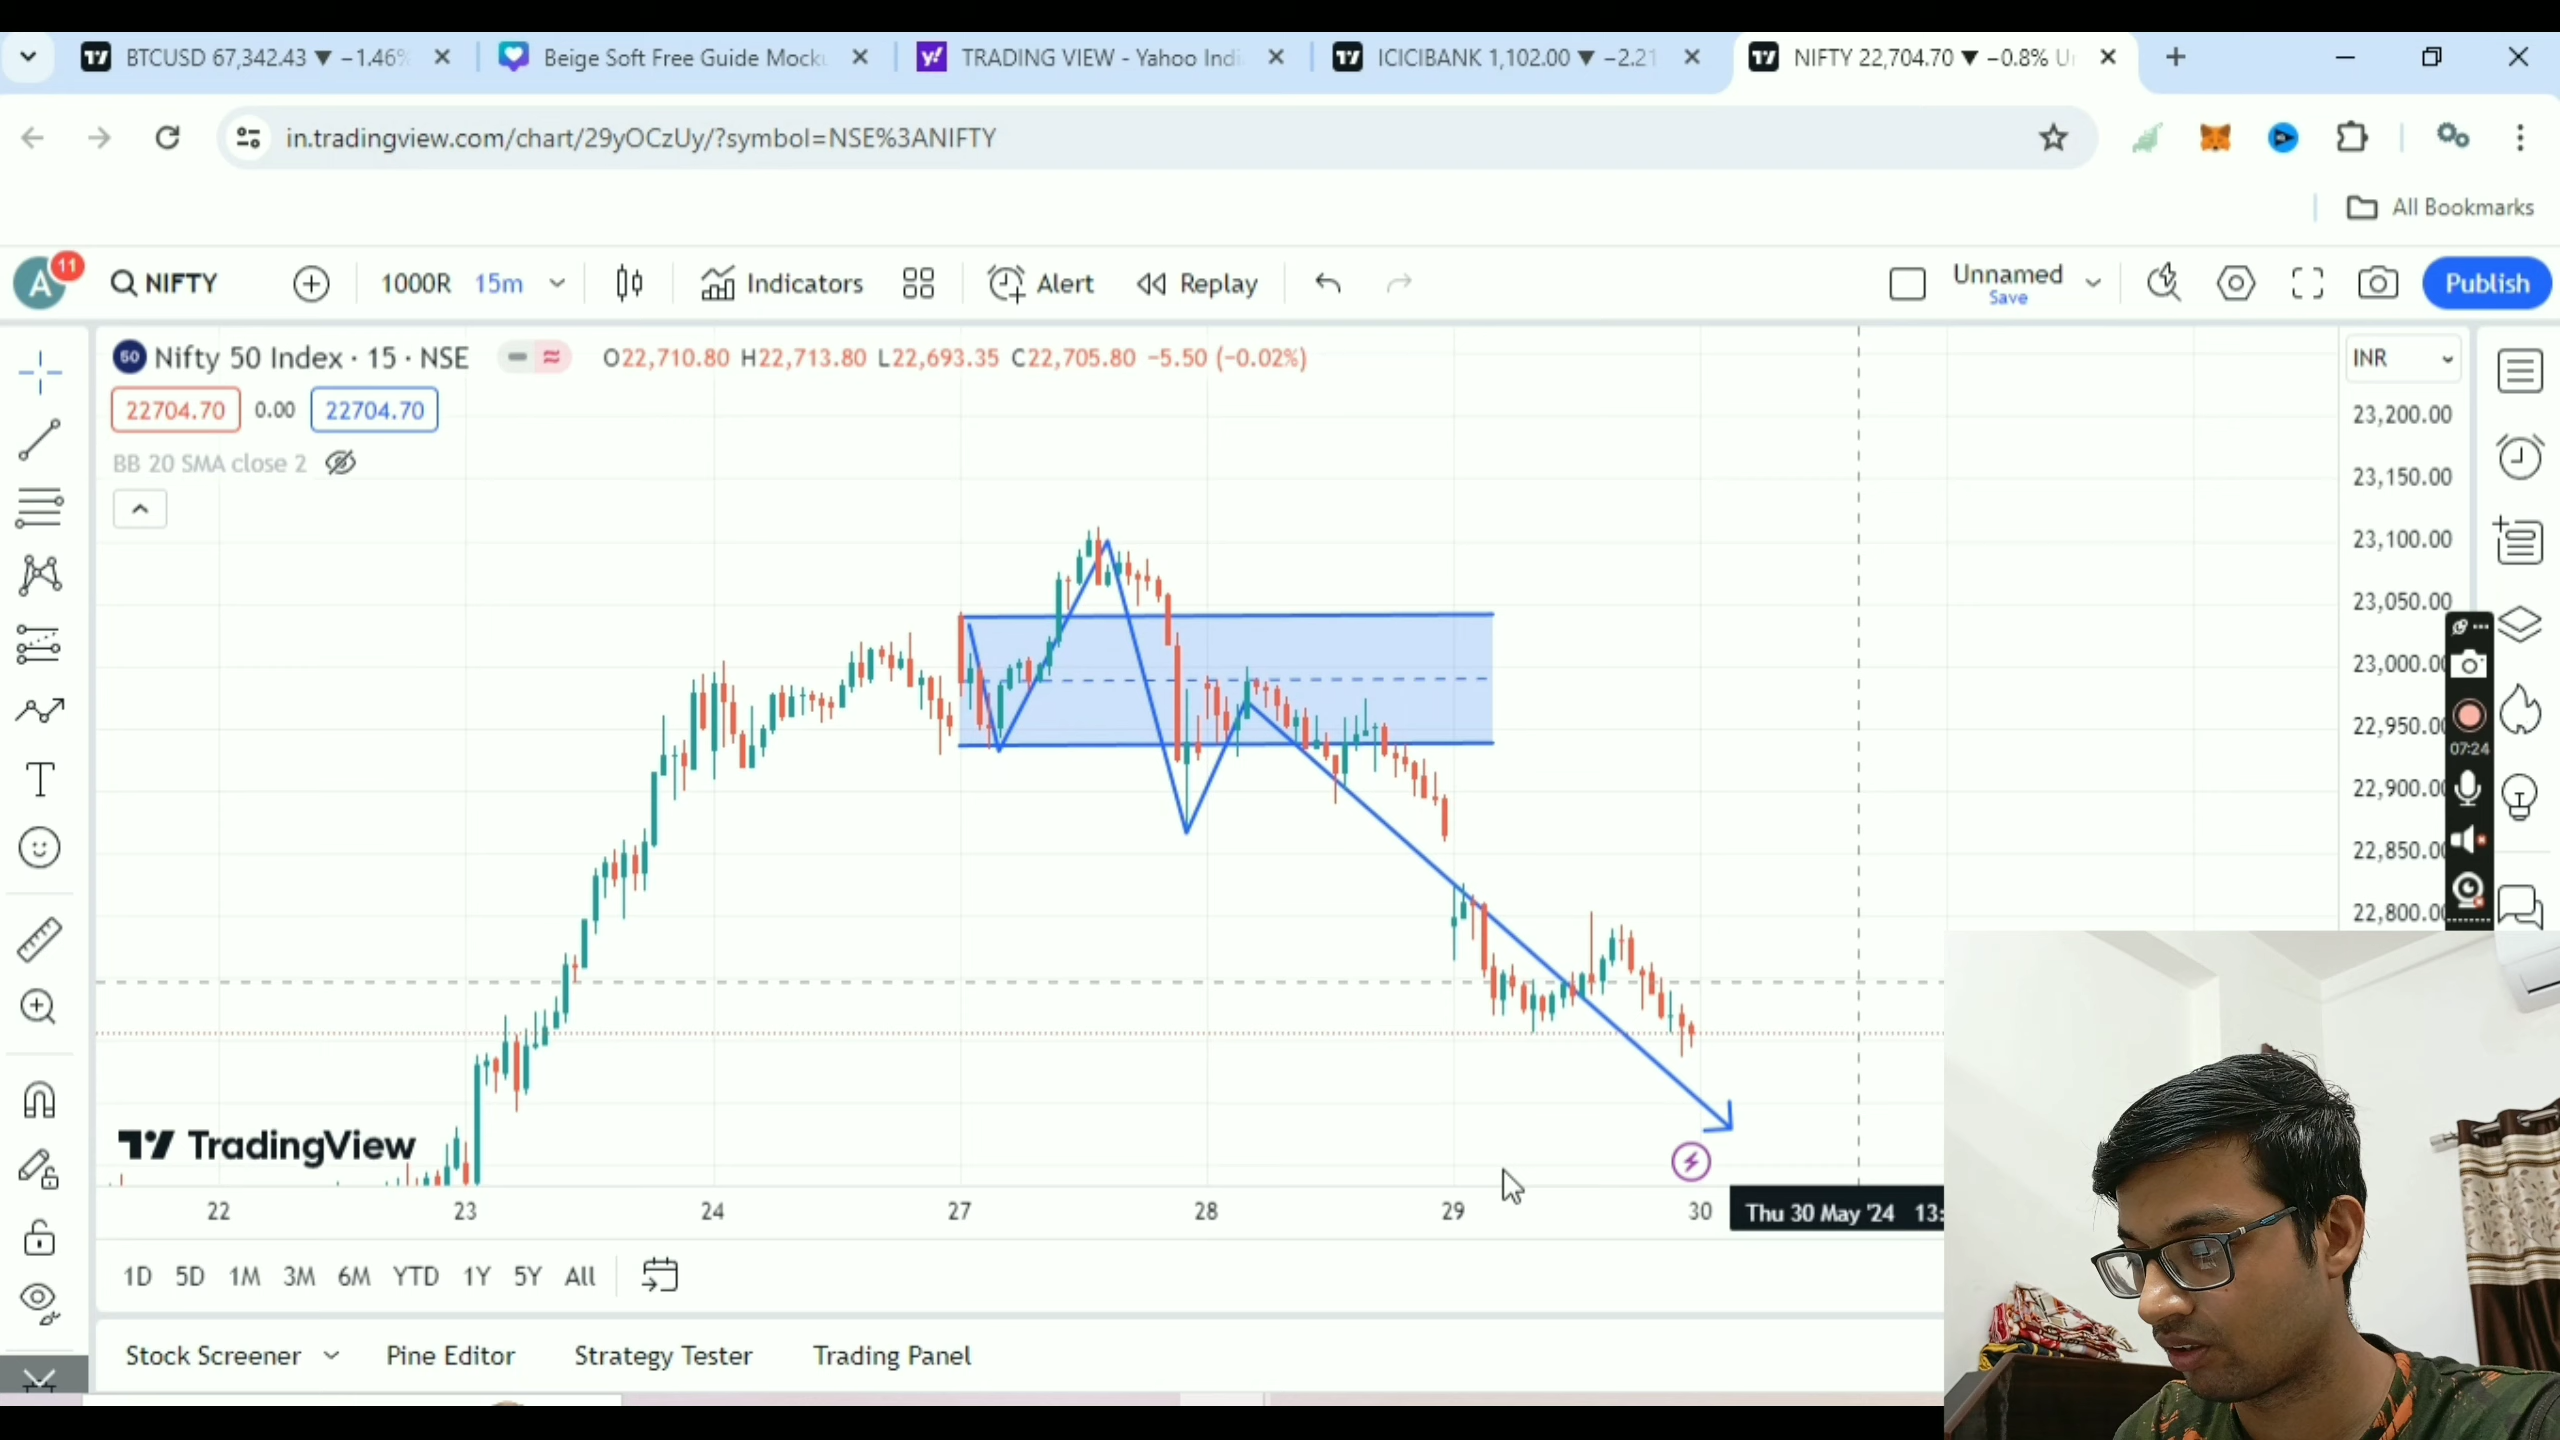 BTCUSD 67,342.43 ▼ −1.46%
Beige Soft Free Guide Mock
TRADING VIEW - Yahoo Indi
ICICIBANK 1,102.00 ▼ −2.21
NIFTY 22,704.70 ▼ −0.8%
in.tradingview.com/chart/29yOCzUy/?symbol=NSE%3ANIFTY
All Bookmarks
A 11 NIFTY 1000R 15m Indicators Alert Replay Unnamed Save Publish
50 Nifty 50 Index · 15 · NSE O22,710.80 H22,713.80 L22,693.35 C22,705.80 −5.50 (−0.02%)
INR
22704.70 0.00 22704.70
BB 20 SMA close 2
23,200.00
23,150.00
23,100.00
23,050.00
23,000.00
22,950.00
07:24
22,900.00
22,850.00
22,800.00
TradingView
22 23 24 27 28 29 30 Thu 30 May '24 13:
1D 5D 1M 3M 6M YTD 1Y 5Y All
Stock Screener Pine Editor Strategy Tester Trading Panel